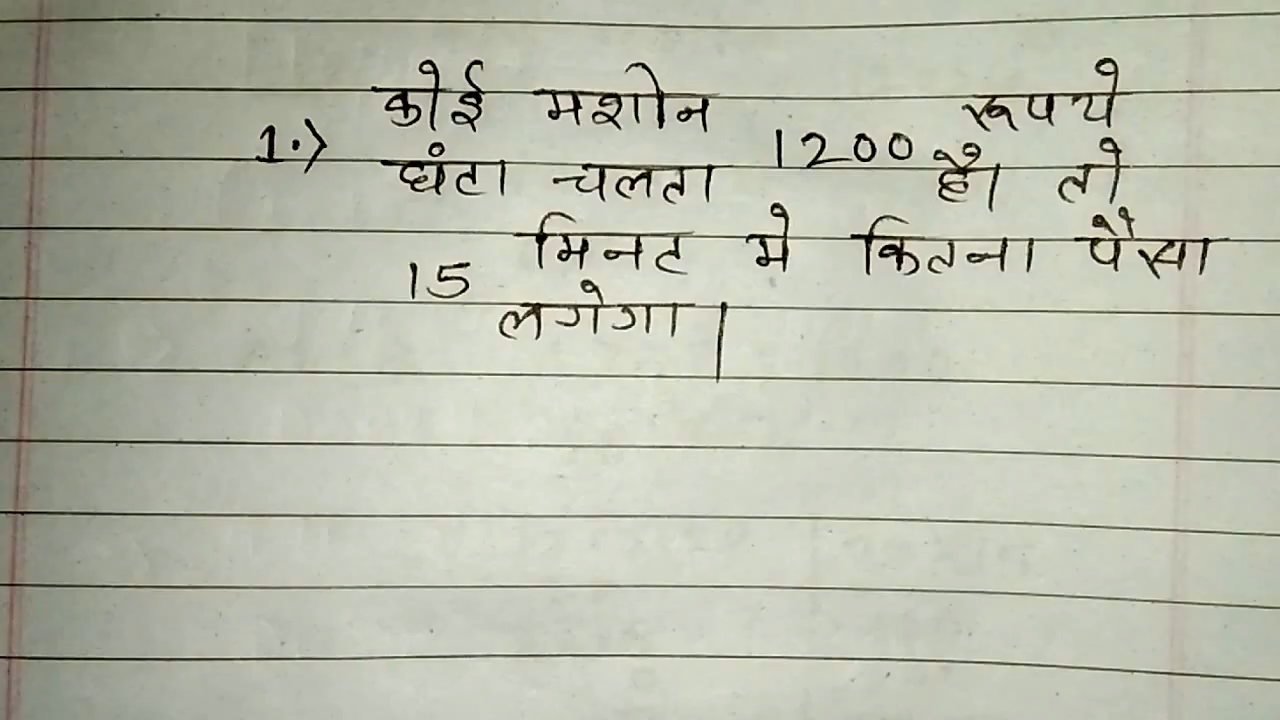 1.> कोई मशीन 1200 रूपये
घंटा चलता है। तो
15 मिनट मे कितना पैसा
लगेगा |